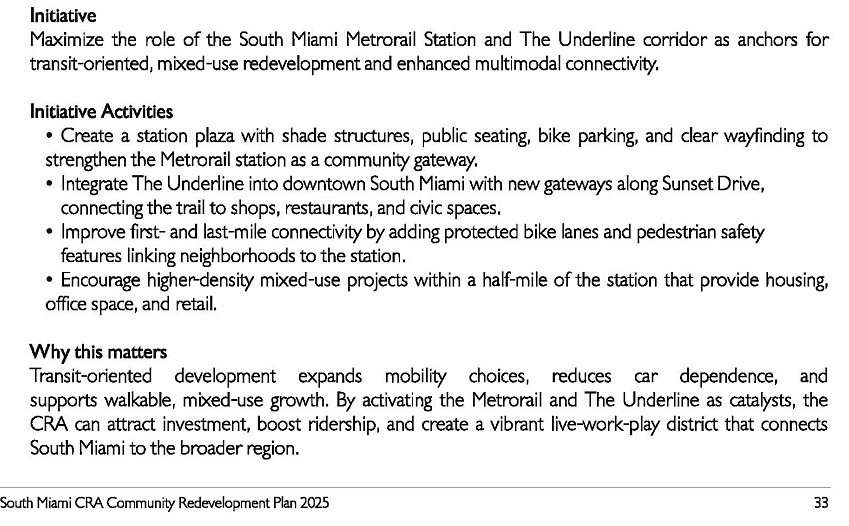 Initiative
Maximize the role of the South Miami Metrorail Station and The Underline corridor as anchors for
transit-oriented, mixed-use redevelopment and enhanced multimodal connectivity.
Initiative Activities
• Create a station plaza with shade structures, public seating, bike parking, and clear wayfinding to
strengthen the Metrorail station as a community gateway.
• Integrate The Underline into downtown South Miami with new gateways along Sunset Drive,
connecting the trail to shops, restaurants, and civic spaces.
• Improve first- and last-mile connectivity by adding protected bike lanes and pedestrian safety
features linking neighborhoods to the station.
• Encourage higher-density mixed-use projects within a half-mile of the station that provide housing,
office space, and retail.
Why this matters
Transit-oriented development expands mobility choices, reduces car dependence, and
supports walkable, mixed-use growth. By activating the Metrorail and The Underline as catalysts, the
CRA can attract investment, boost ridership, and create a vibrant live-work-play district that connects
South Miami to the broader region.
South Miami CRA Community Redevelopment Plan 2025 33